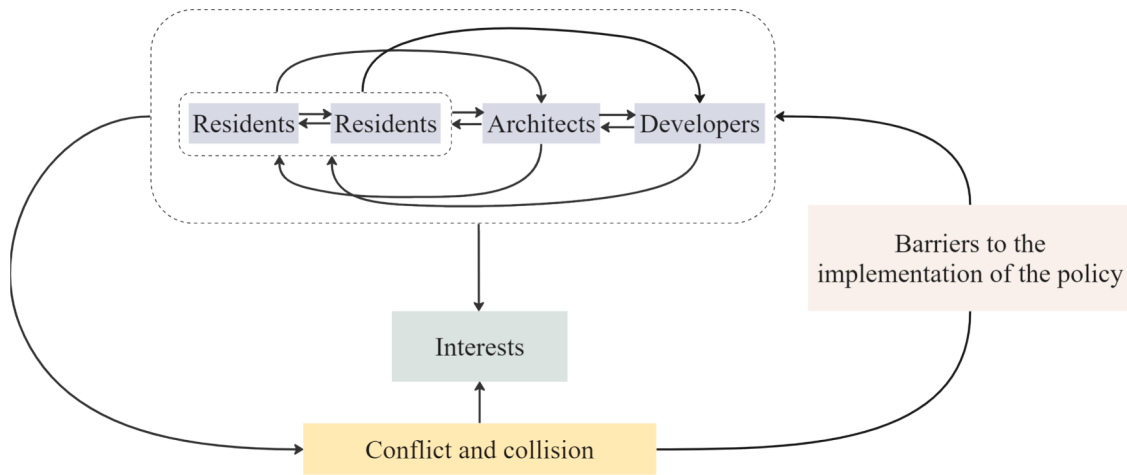 Residents
Residents
Architects
Developers
Barriers to the
implementation of the policy
Interests
Conflict and collision